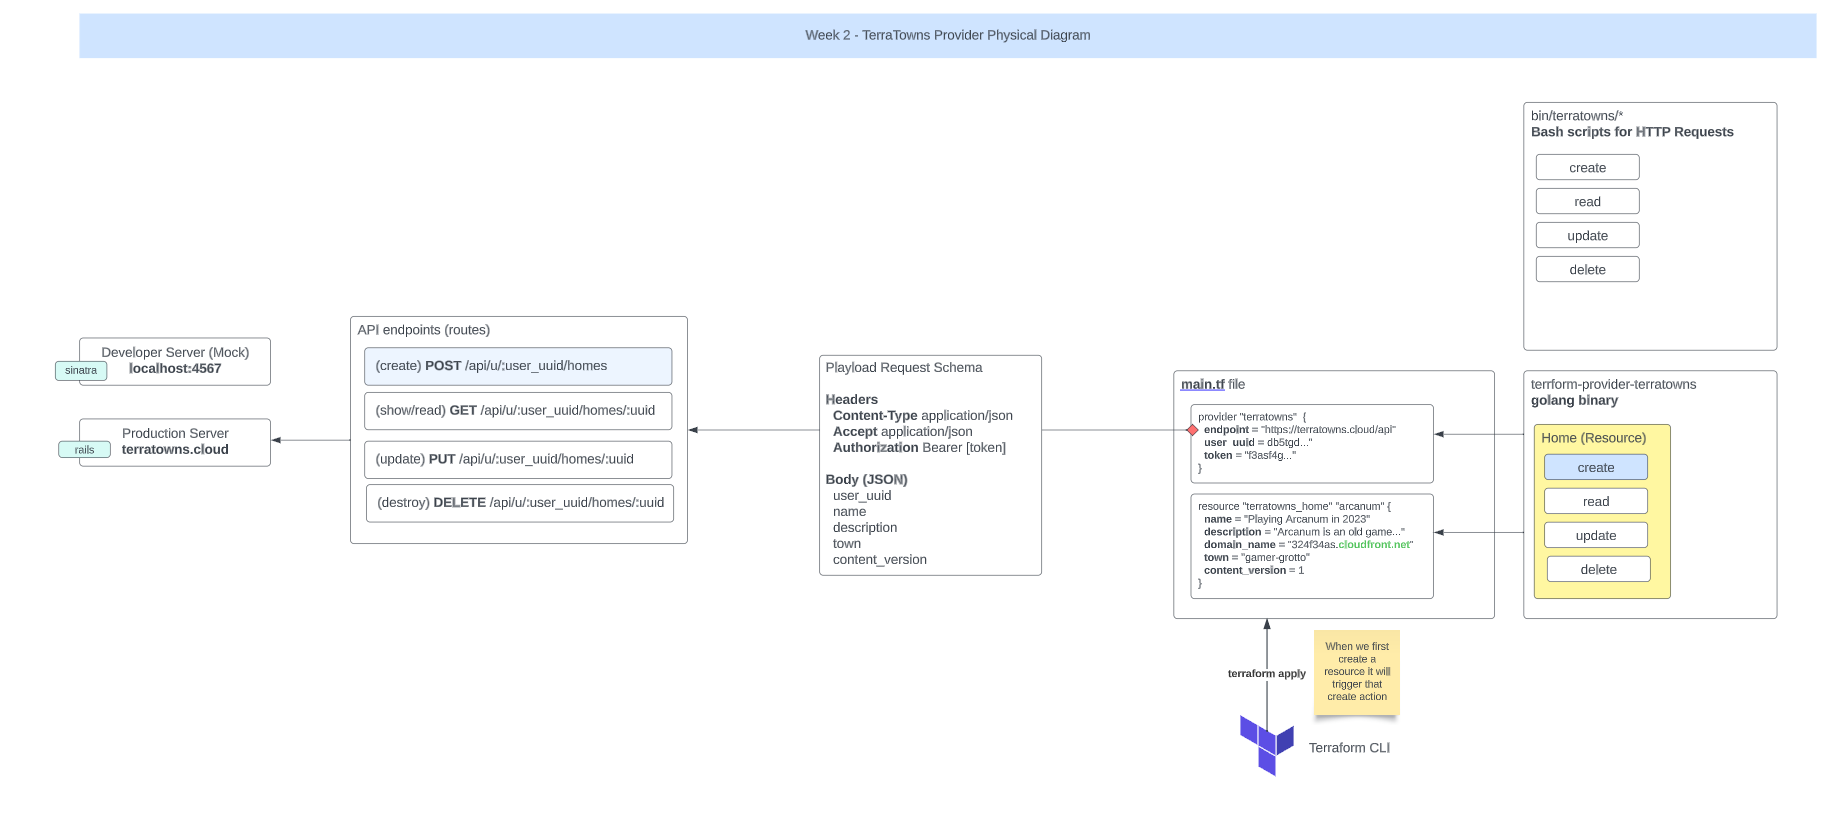 Week 2 - TerraTowns Provider Physical Diagram
bin/terratowns/*
Bash scripts for HTTP Requests
create
read
update
delete
Developer Server (Mock)
localhost:4567
sinatra
Production Server
terratowns.cloud
rails
API endpoints (routes)
(create) POST /api/u/:user_uuid/homes
(show/read) GET /api/u/:user_uuid/homes/:uuid
(update) PUT /api/u/:user_uuid/homes/:uuid
(destroy) DELETE /api/u/:user_uuid/homes/:uuid
Playload Request Schema
Headers
Content-Type application/json
Accept application/json
Authorization Bearer [token]
Body (JSON)
user_uuid
name
description
town
content_version
main.tf file
provider "terratowns" {
endpoint = "https://terratowns.cloud/api"
user_uuid = db5tgd..."
token = "f3asf4g..."
}
resource "terratowns_home" "arcanum" {
name = "Playing Arcanum in 2023"
description = "Arcanum is an old game..."
domain_name = "324f34as.cloudfront.net"
town = "gamer-grotto"
content_version = 1
}
terrform-provider-terratowns
golang binary
Home (Resource)
create
read
update
delete
terraform apply
When we first
create a
resource it will
trigger that
create action
Terraform CLI